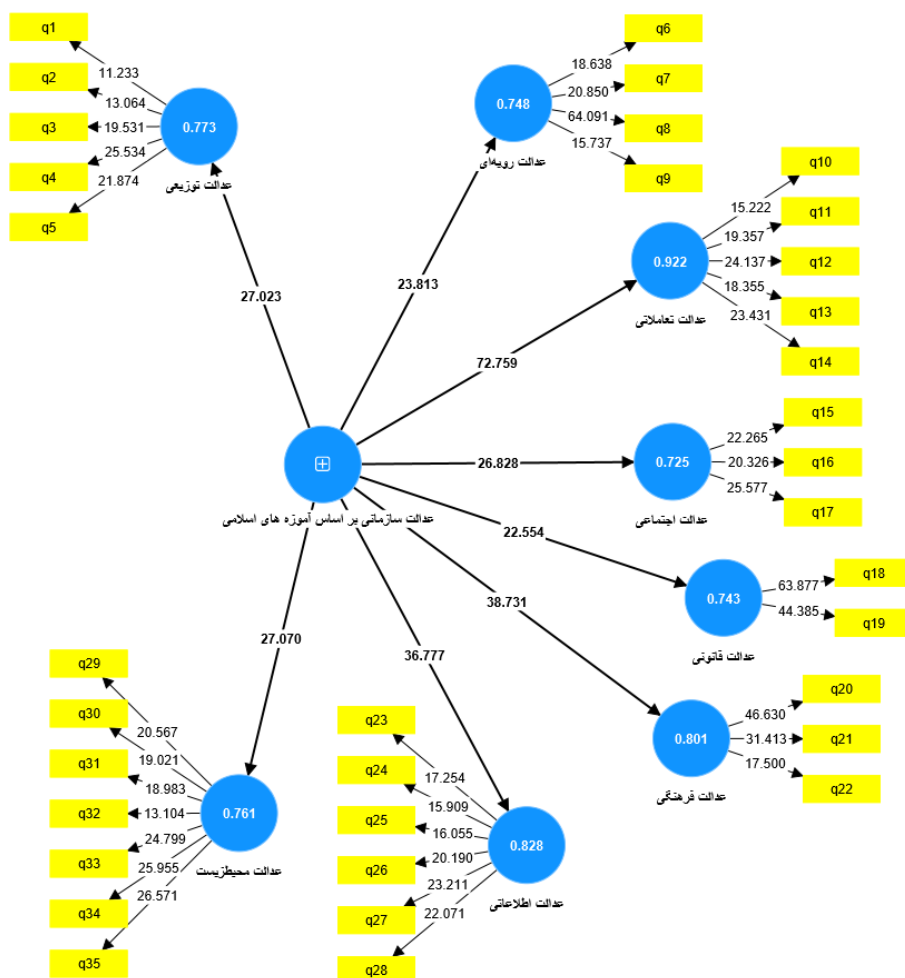 q1
q2
q3
q4
q5
11.233
13.064
19.531
25.534
21.874
0.773
عدالت توزیعی
q6
q7
q8
q9
18.638
20.850
64.091
15.737
0.748
عدالت رویه‌ای
q10
q11
q12
q13
q14
15.222
19.357
24.137
18.355
23.431
0.922
عدالت تعاملاتی
27.023
23.813
72.759
26.828
22.554
38.731
36.777
27.070
عدالت سازمانی بر اساس آموزه های اسلامی
q15
q16
q17
22.265
20.326
25.577
0.725
عدالت اجتماعی
q18
q19
63.877
44.385
0.743
عدالت قانونی
q20
q21
q22
46.630
31.413
17.500
0.801
عدالت فرهنگی
q23
q24
q25
q26
q27
q28
17.254
15.909
16.055
20.190
23.211
22.071
0.828
عدالت اطلاعاتی
q29
q30
q31
q32
q33
q34
q35
20.567
19.021
18.983
13.104
24.799
25.955
26.571
0.761
عدالت محیطزیست